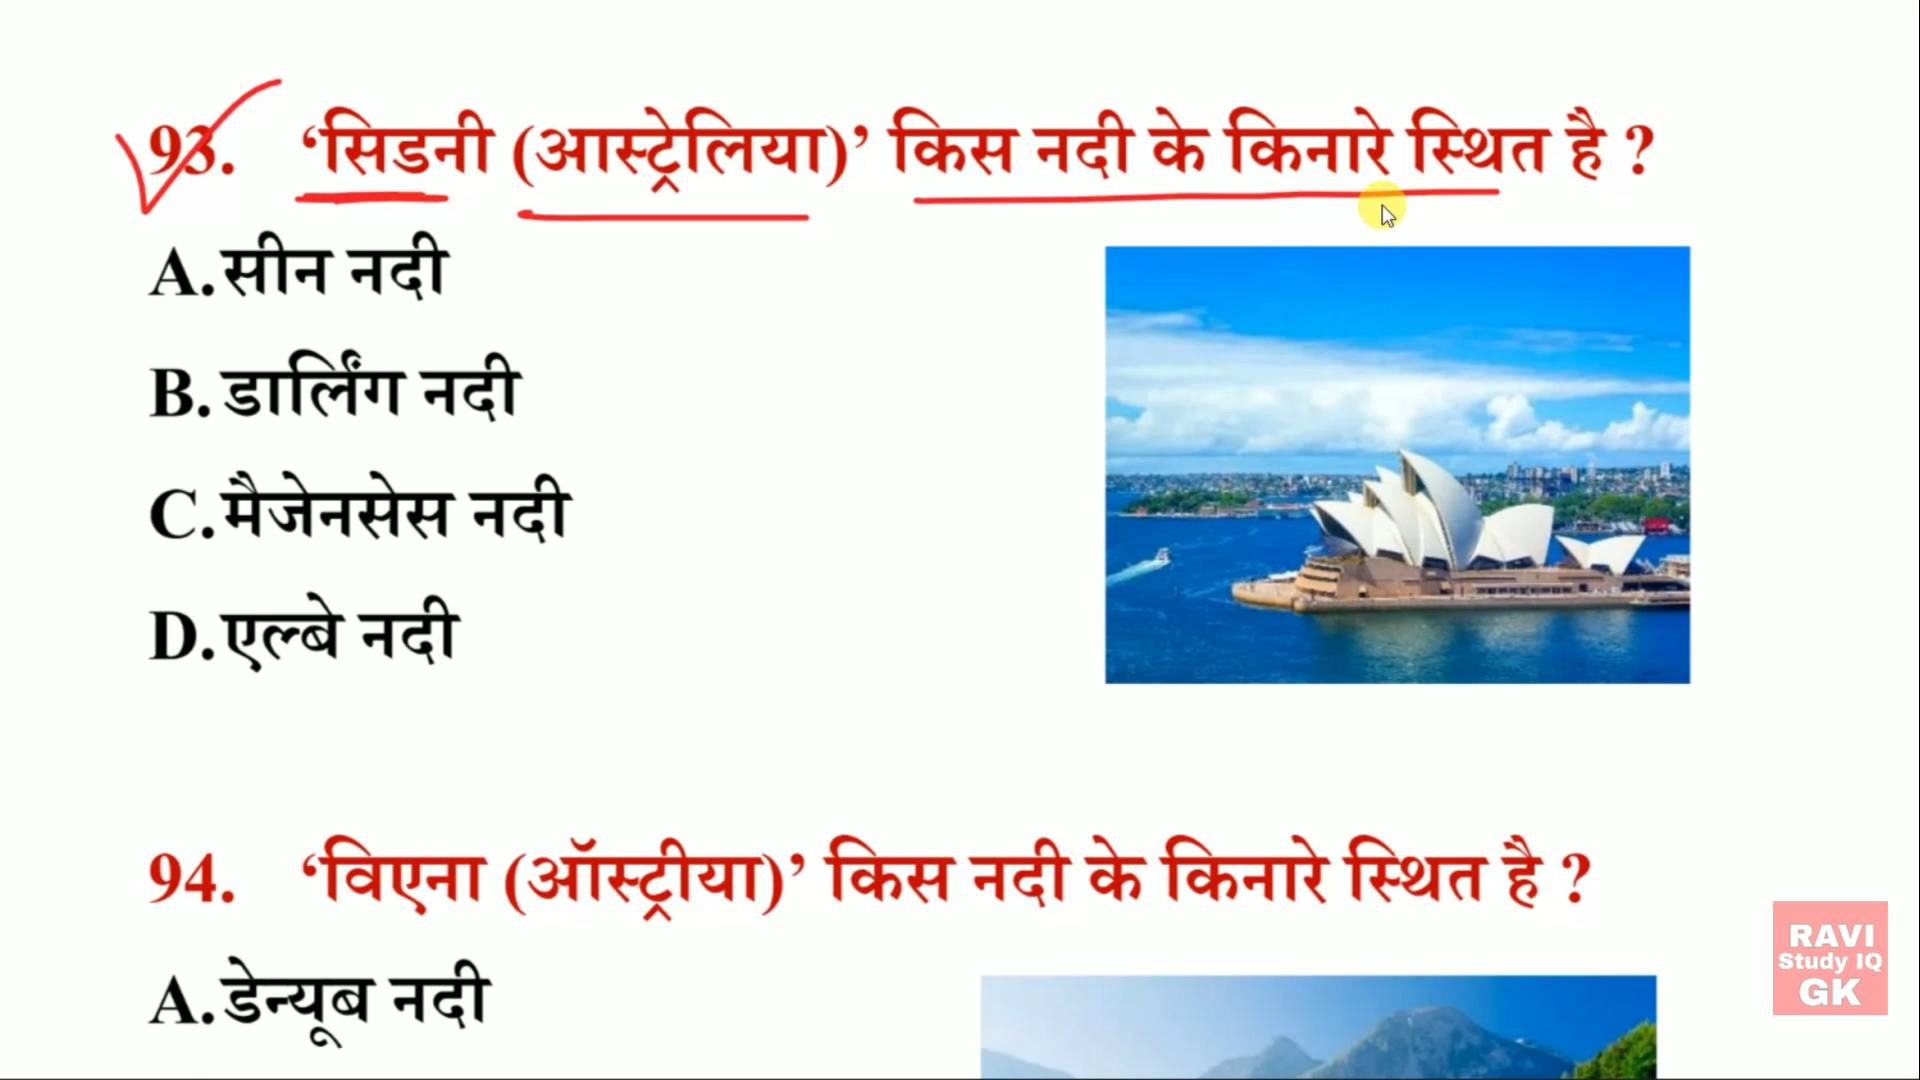 93. ‘सिडनी (आस्ट्रेलिया)’ किस नदी के किनारे स्थित है ?
A. सीन नदी
B. डार्लिंग नदी
C. मैजेनसेस नदी
D. एल्बे नदी
94. ‘विएना (ऑस्ट्रीया)’ किस नदी के किनारे स्थित है ?
A. डेन्यूब नदी
RAVI
Study IQ
GK